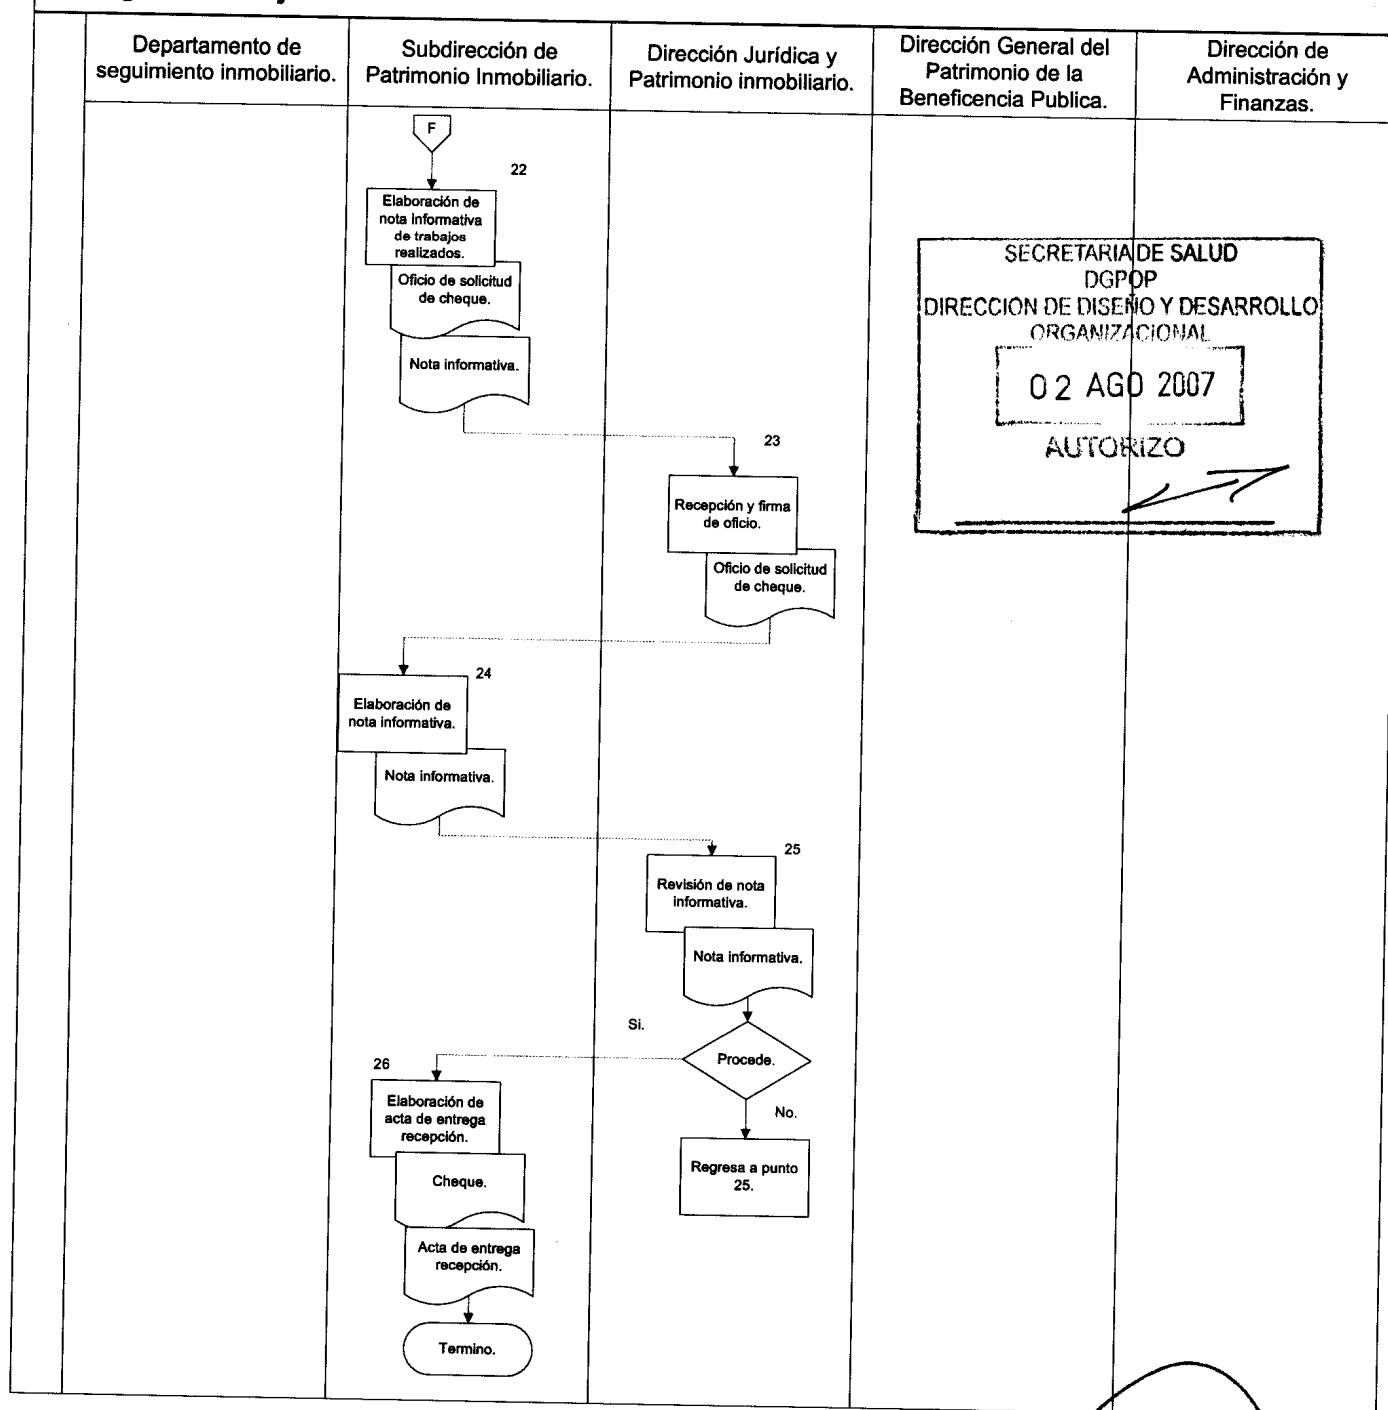 Departamento de
seguimiento inmobiliario.
Subdirección de
Patrimonio Inmobiliario.
Dirección Jurídica y
Patrimonio inmobiliario.
Dirección General del
Patrimonio de la
Beneficencia Publica.
Dirección de
Administración y
Finanzas.
F
22
Elaboración de
nota informativa
de trabajos
realizados.
Oficio de solicitud
de cheque.
Nota informativa.
SECRETARIA DE SALUD
DGPOP
DIRECCION DE DISEÑO Y DESARROLLO
ORGANIZACIONAL
02 AGO 2007
AUTORIZO
23
Recepción y firma
de oficio.
Oficio de solicitud
de cheque.
24
Elaboración de
nota informativa.
Nota informativa.
25
Revisión de nota
informativa.
Nota informativa.
Si.
Procede.
No.
Regresa a punto
25.
26
Elaboración de
acta de entrega
recepción.
Cheque.
Acta de entrega
recepción.
Termino.